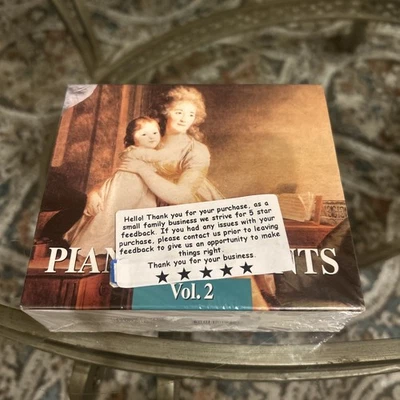 Hello! Thank you for your purchase, as a
small family business we strive for 5 star
feedback. If you had any issues with your
purchase, please contact us prior to leaving
feedback to give us an opportunity to make
things right.
Thank you for your business.
★ ★ ★ ★ ★
PIAN NTS
Vol. 2